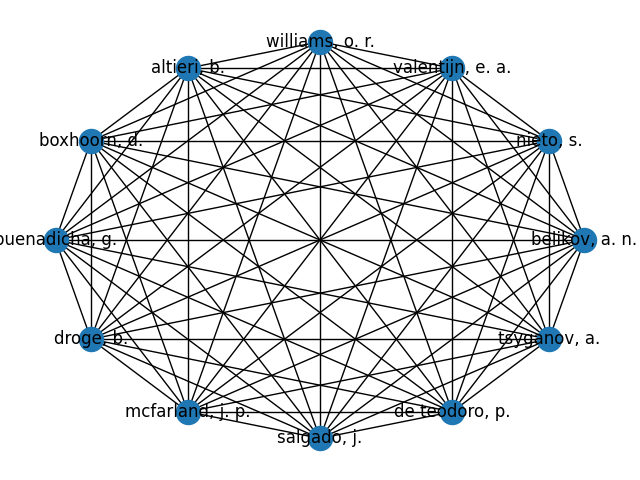 williams, o. r.
altieri, b.
valentijn, e. a.
boxhoorn, d.
nieto, s.
buenadicha, g.
belikov, a. n.
droge, b.
tsyganov, a.
mcfarland, j. p.
de teodoro, p.
salgado, j.